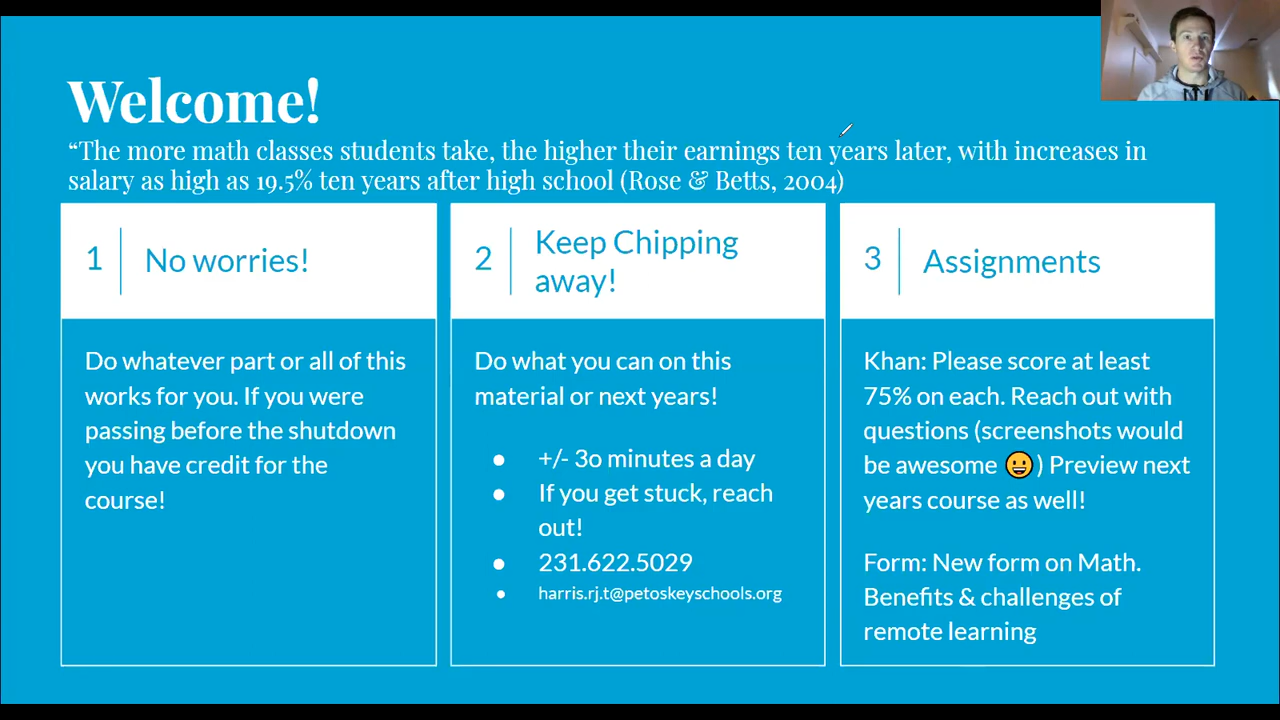 Welcome!
“The more math classes students take, the higher their earnings ten years later, with increases in
salary as high as 19.5% ten years after high school (Rose & Betts, 2004)
1
No worries!
Do whatever part or all of this
works for you. If you were
passing before the shutdown
you have credit for the
course!
2
Keep Chipping
away!
Do what you can on this
material or next years!
● +/- 3o minutes a day
● If you get stuck, reach
out!
● 231.622.5029
● harris.rj.t@petoskeyschools.org
3
Assignments
Khan: Please score at least
75% on each. Reach out with
questions (screenshots would
be awesome 😀) Preview next
years course as well!
Form: New form on Math.
Benefits & challenges of
remote learning